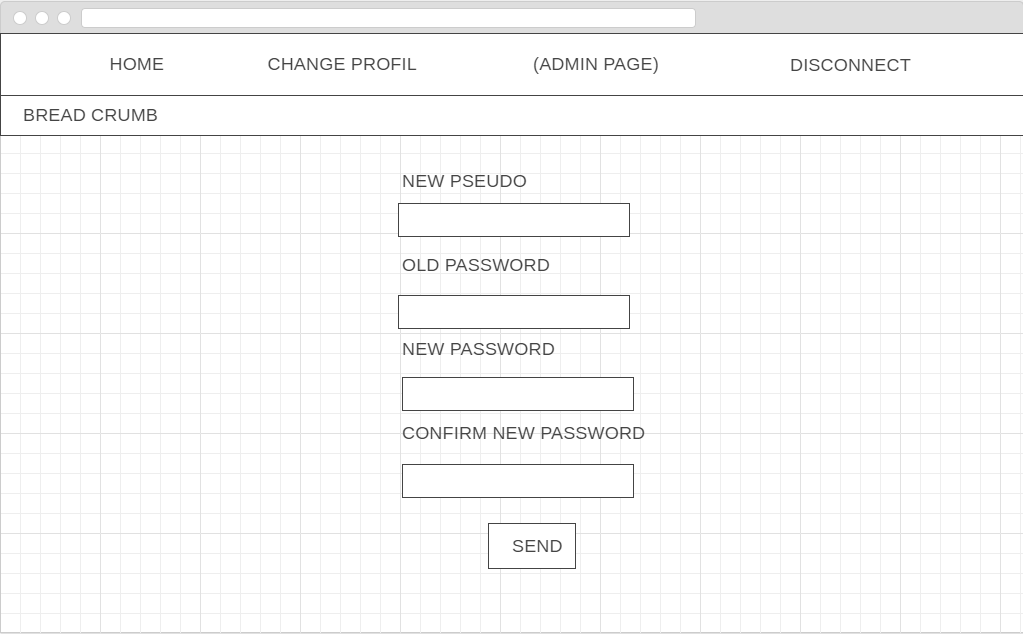 HOME CHANGE PROFIL (ADMIN PAGE) DISCONNECT
BREAD CRUMB
NEW PSEUDO
OLD PASSWORD
NEW PASSWORD
CONFIRM NEW PASSWORD
SEND